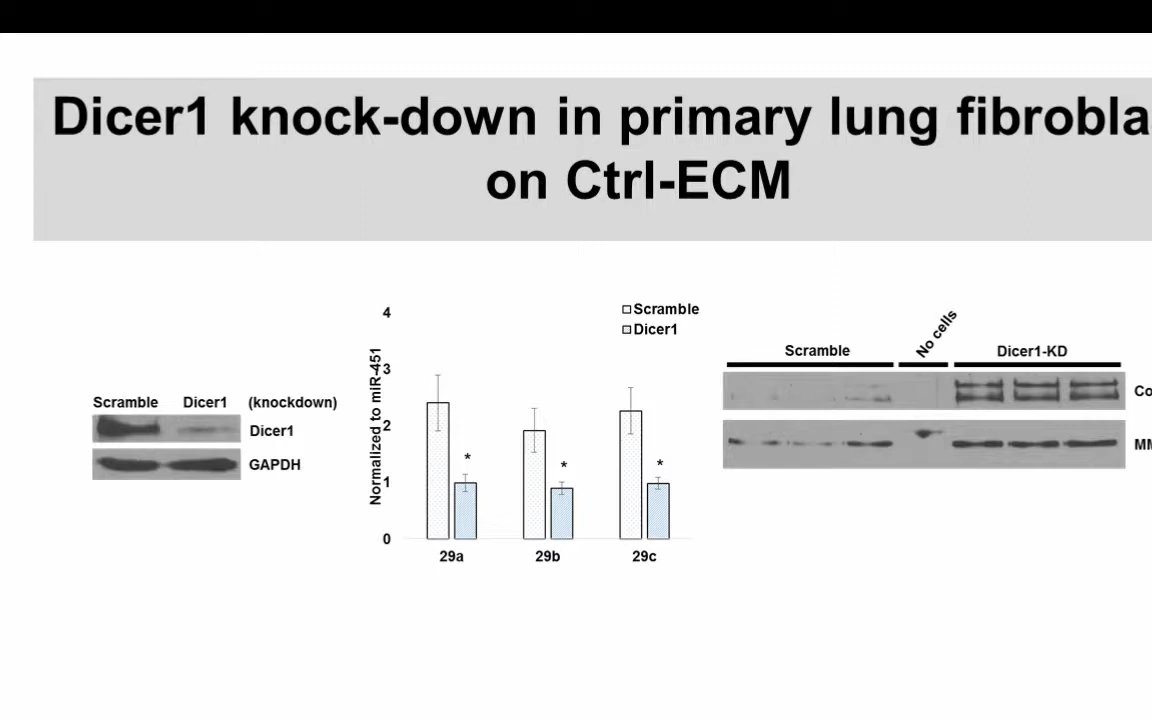 Dicer1 knock-down in primary lung fibrobla
on Ctrl-ECM
Scramble Dicer1 (knockdown)
Dicer1
GAPDH
Normalized to miR-451
4
3
2
1
0
29a 29b 29c
Scramble
Dicer1
*
*
*
Scramble
No cells
Dicer1-KD
Co
MM